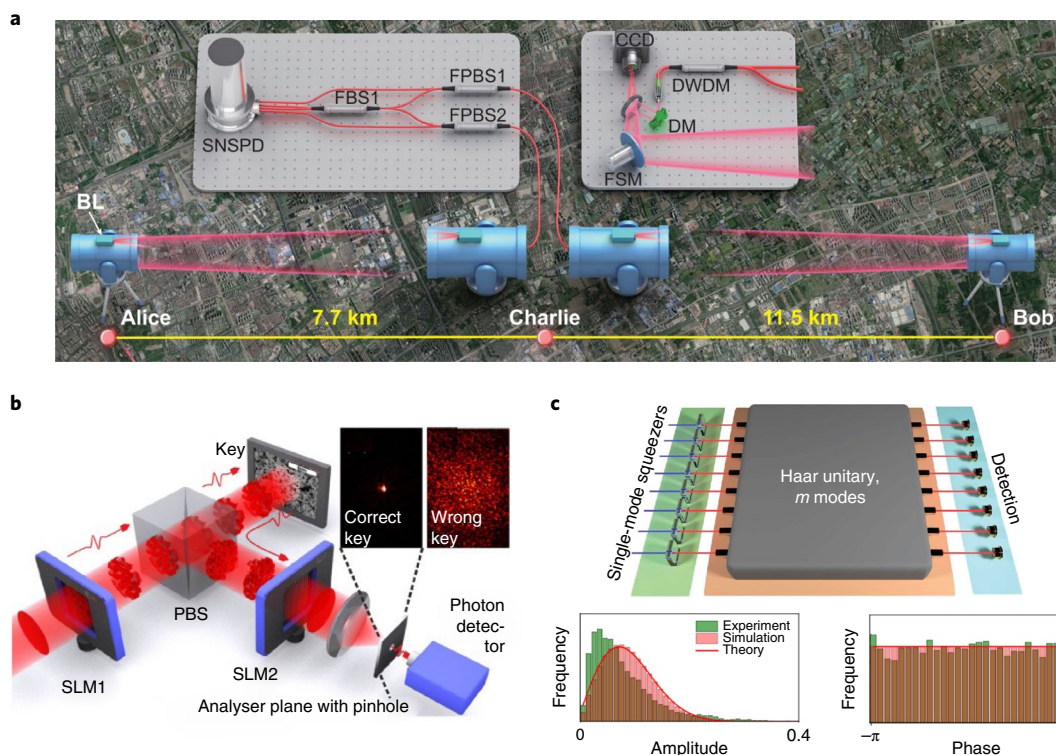 a
CCD
FPBS1
DWDM
FBS1
FPBS2
DM
SNSPD
FSM
BL
Alice
7.7 km
Charlie
11.5 km
Bob
b
Key
Correct
key
Wrong
key
PBS
Photon
detec-
tor
SLM1
SLM2
Analyser plane with pinhole
c
Single-mode squeezers
Haar unitary,
m modes
Detection
Frequency
Experiment
Simulation
Theory
0
0.4
Amplitude
Frequency
–π
Phase